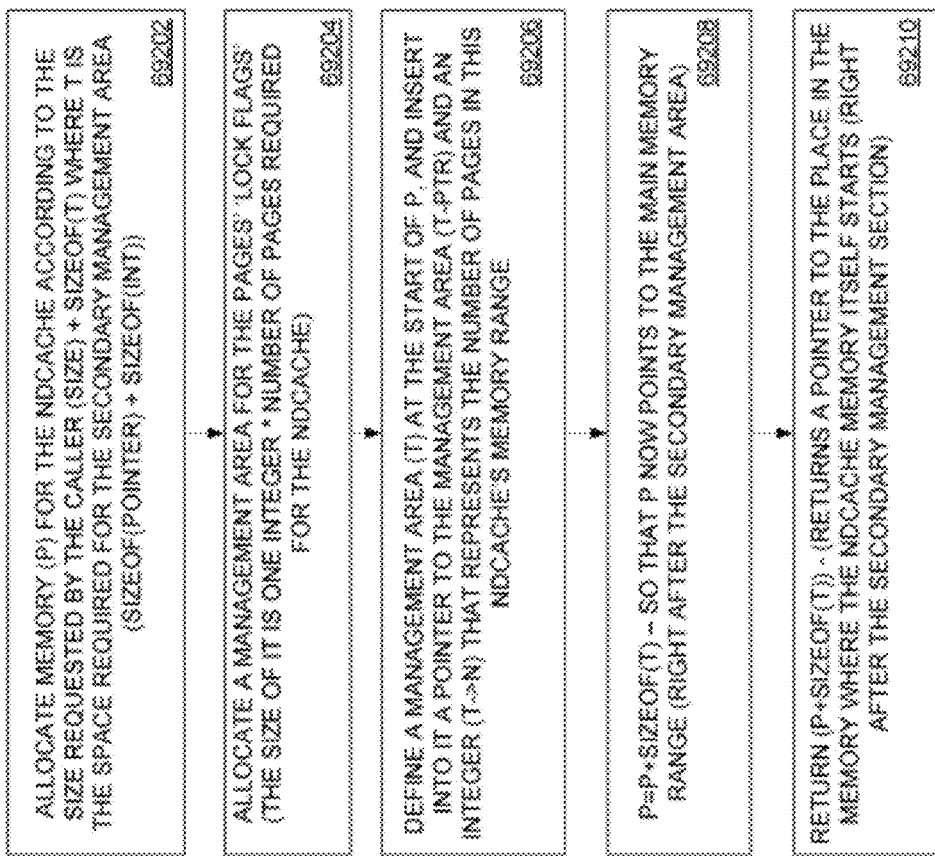 ALLOCATE MEMORY (P) FOR THE NDCACHE ACCORDING TO THE
SIZE REQUESTED BY THE CALLER (SIZE) + SIZEOF(T) WHERE T IS
THE SPACE REQUIRED FOR THE SECONDARY MANAGEMENT AREA
(SIZEOF(POINTER) + SIZEOF(INT))
69202
ALLOCATE A MANAGEMENT AREA FOR THE PAGES' 'LOCK FLAGS'
(THE SIZE OF IT IS ONE INTEGER * NUMBER OF PAGES REQUIRED
FOR THE NDCACHE)
69204
DEFINE A MANAGEMENT AREA (T) AT THE START OF P, AND INSERT
INTO IT A POINTER TO THE MANAGEMENT AREA (T-PTR) AND AN
INTEGER (T->N) THAT REPRESENTS THE NUMBER OF PAGES IN THIS
NDCACHE'S MEMORY RANGE.
69206
P=P+SIZEOF(T) -- SO THAT P NOW POINTS TO THE MAIN MEMORY
RANGE (RIGHT AFTER THE SECONDARY MANAGEMENT AREA)
69208
RETURN (P+SIZEOF(T)) - (RETURNS A POINTER TO THE PLACE IN THE
MEMORY WHERE THE NDCACHE MEMORY ITSELF STARTS (RIGHT
AFTER THE SECONDARY MANAGEMENT SECTION)
69210